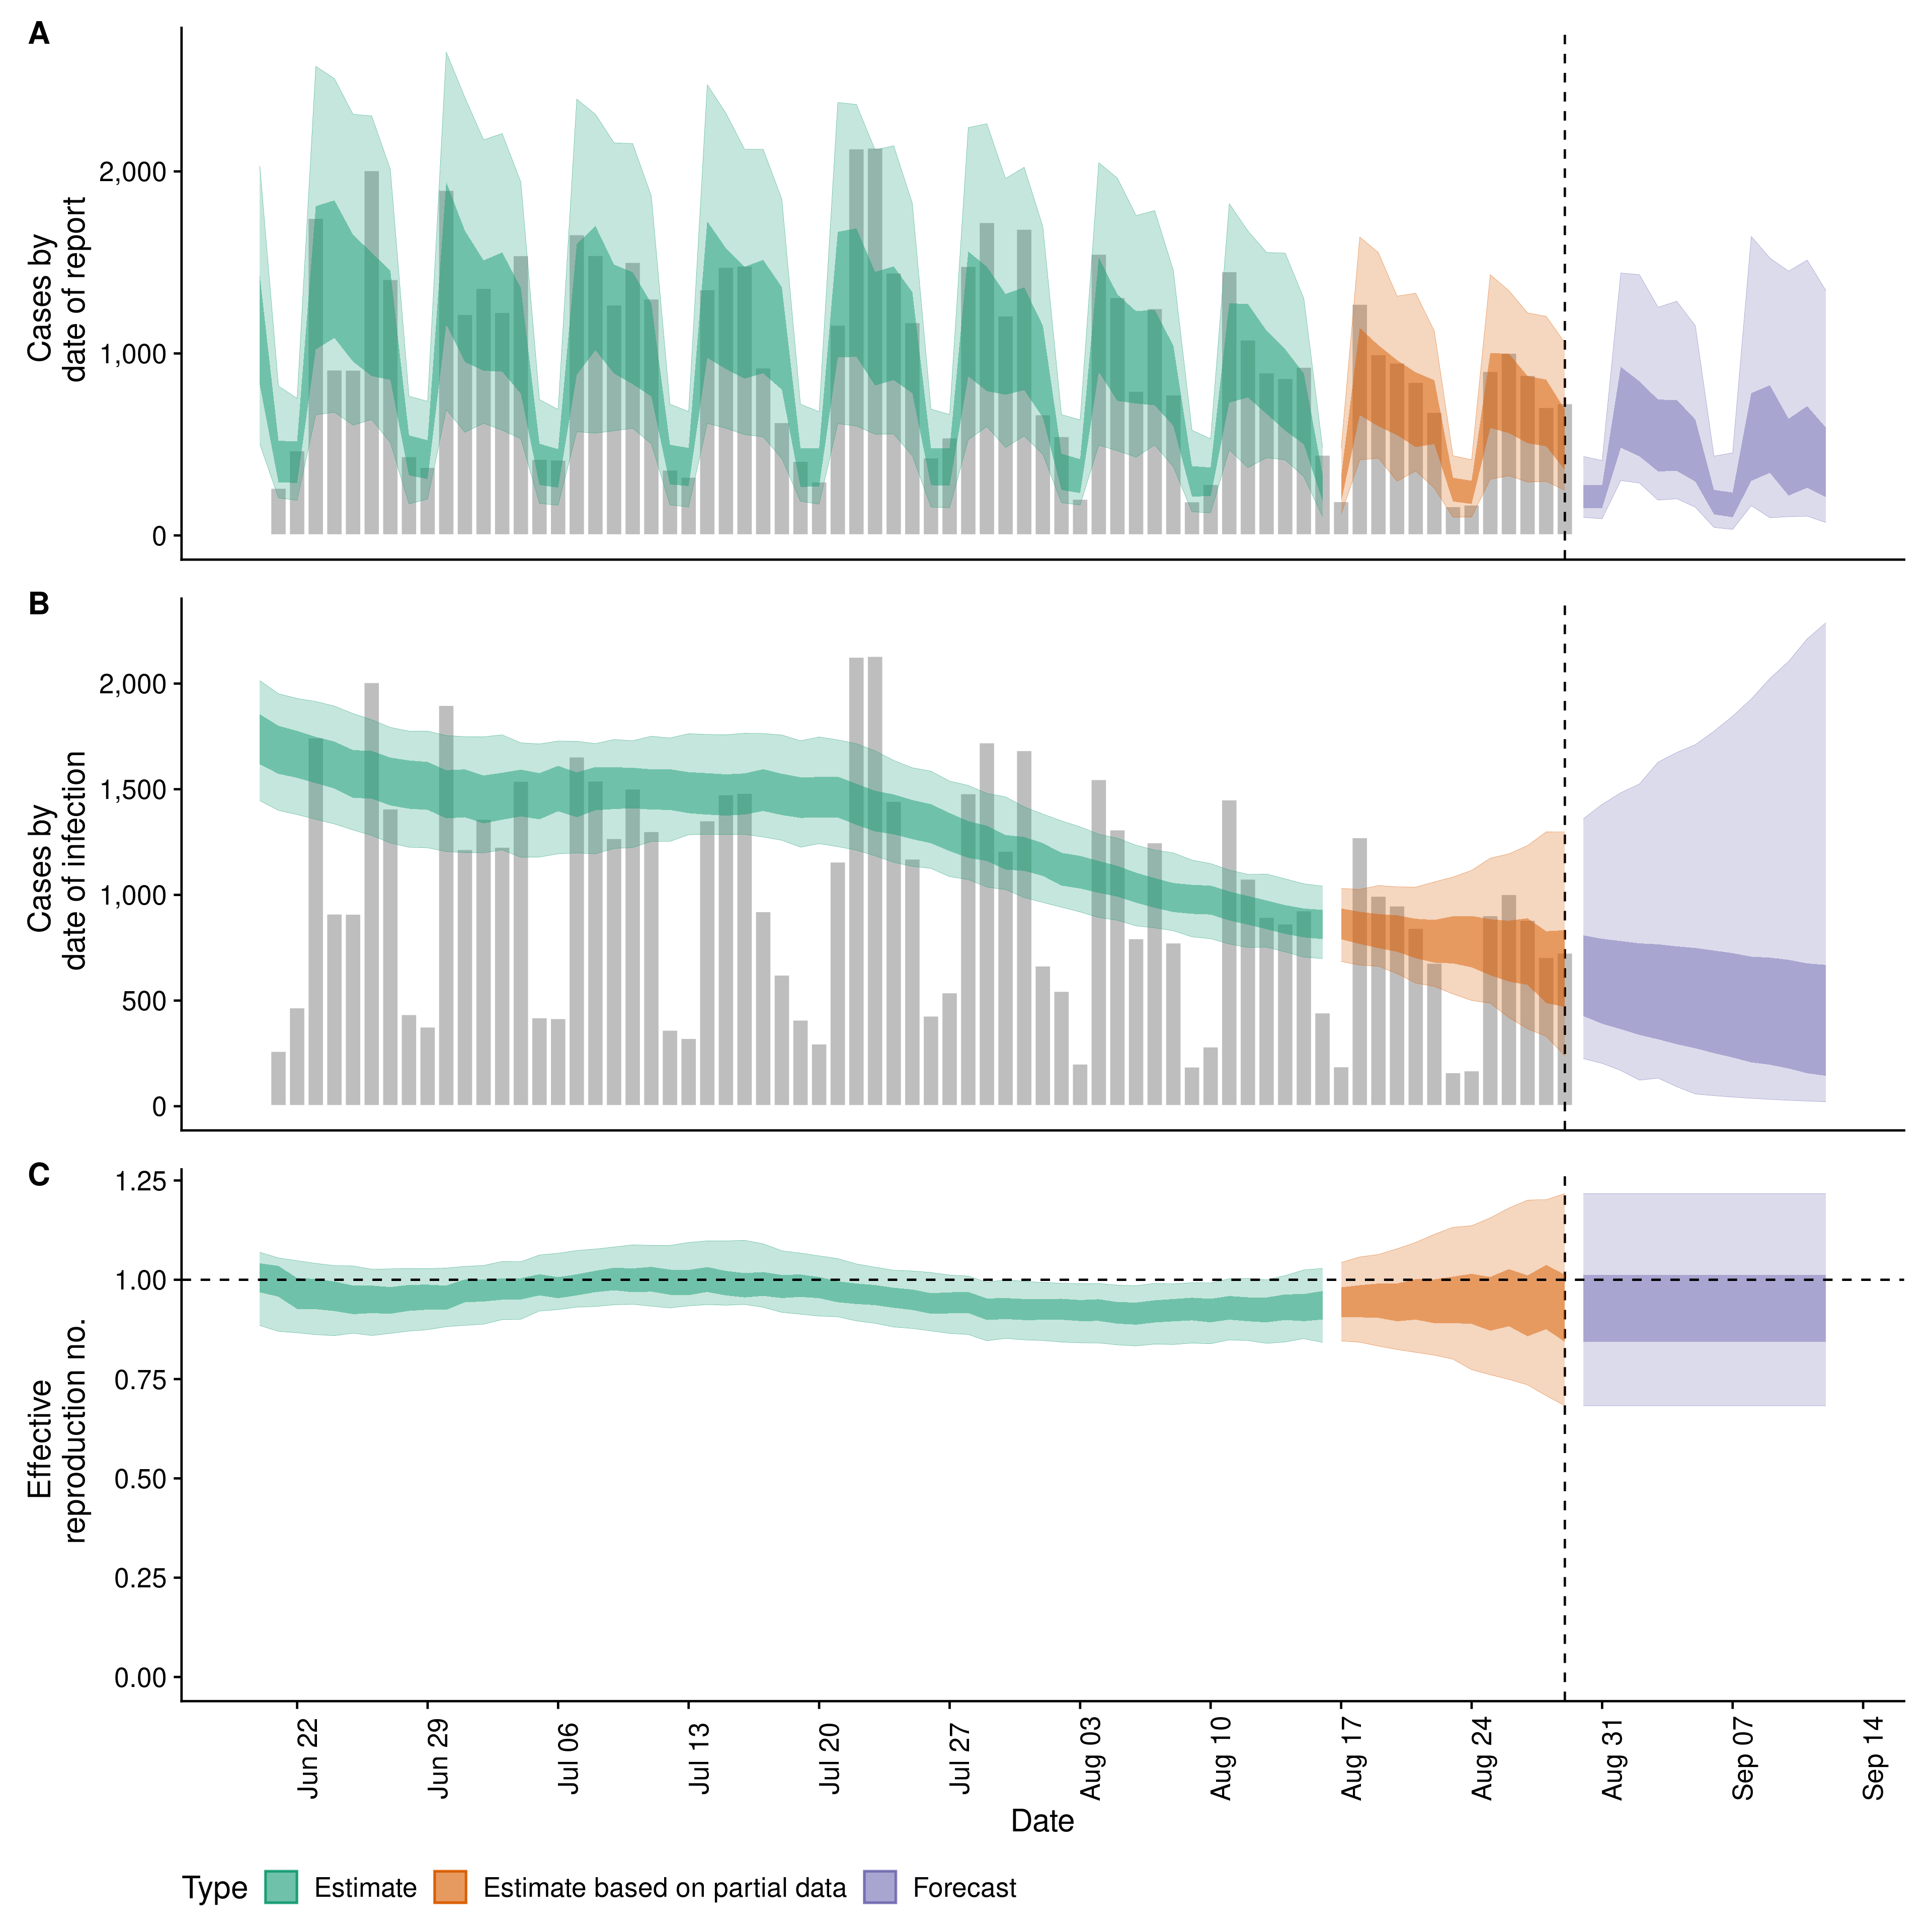 A
Cases by
date of report
2,000
1,000
0
B
Cases by
date of infection
2,000
1,500
1,000
500
0
C
Effective
reproduction no.
1.25
1.00
0.75
0.50
0.25
0.00
Jun 22
Jun 29
Jul 06
Jul 13
Jul 20
Jul 27
Aug 03
Aug 10
Aug 17
Aug 24
Aug 31
Sep 07
Sep 14
Date
Type Estimate Estimate based on partial data Forecast